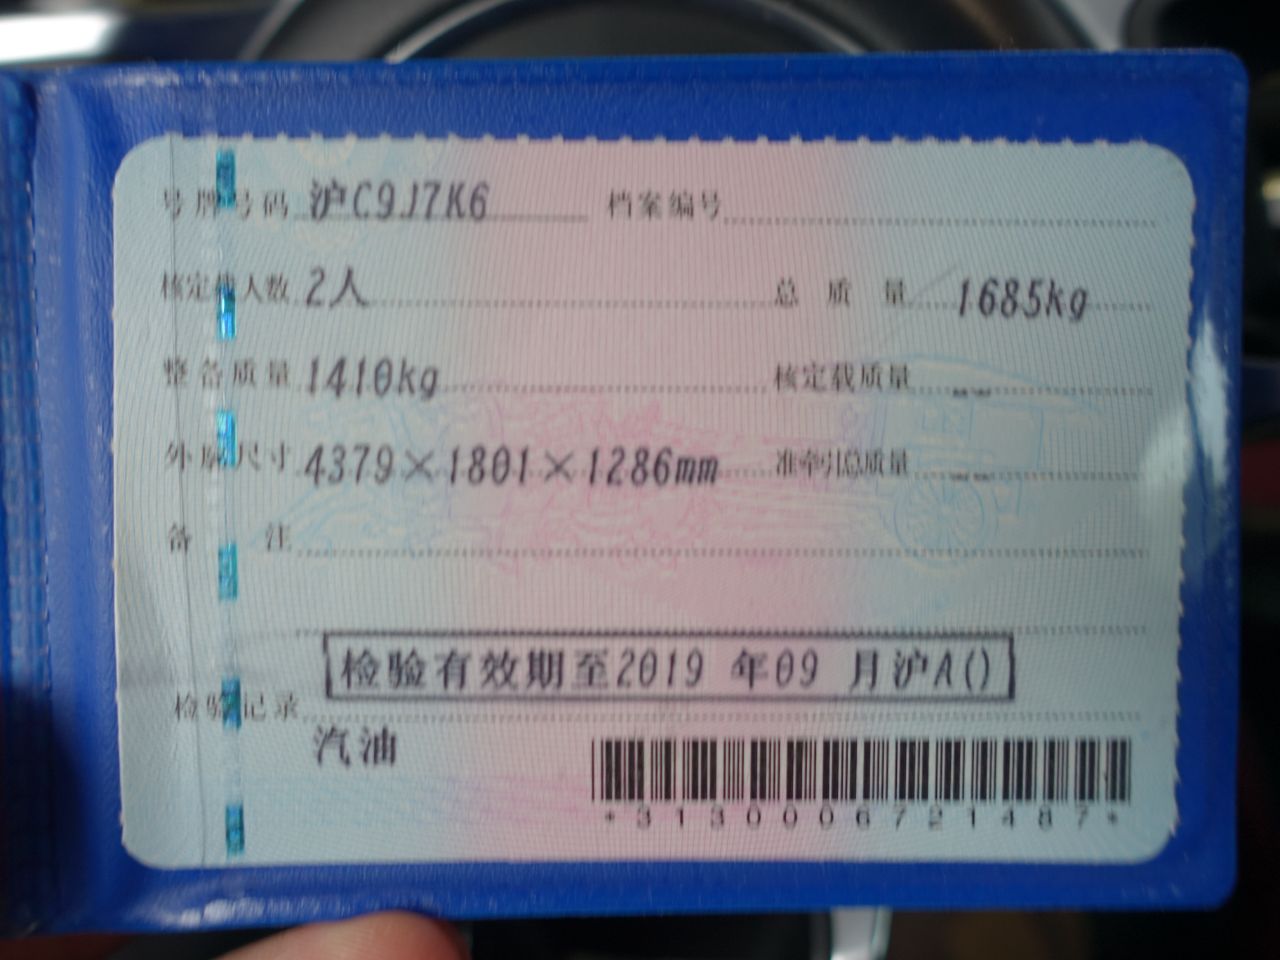 号牌号码 沪C9J7K6 档案编号
核定载人数 2人 总质量 1685kg
整备质量 1410kg 核定载质量 --
外廓尺寸 4379×1801×1286mm 准牵引总质量 --
备注
检验有效期至2019 年09 月沪A()
检验记录
汽油
*3130006721487*